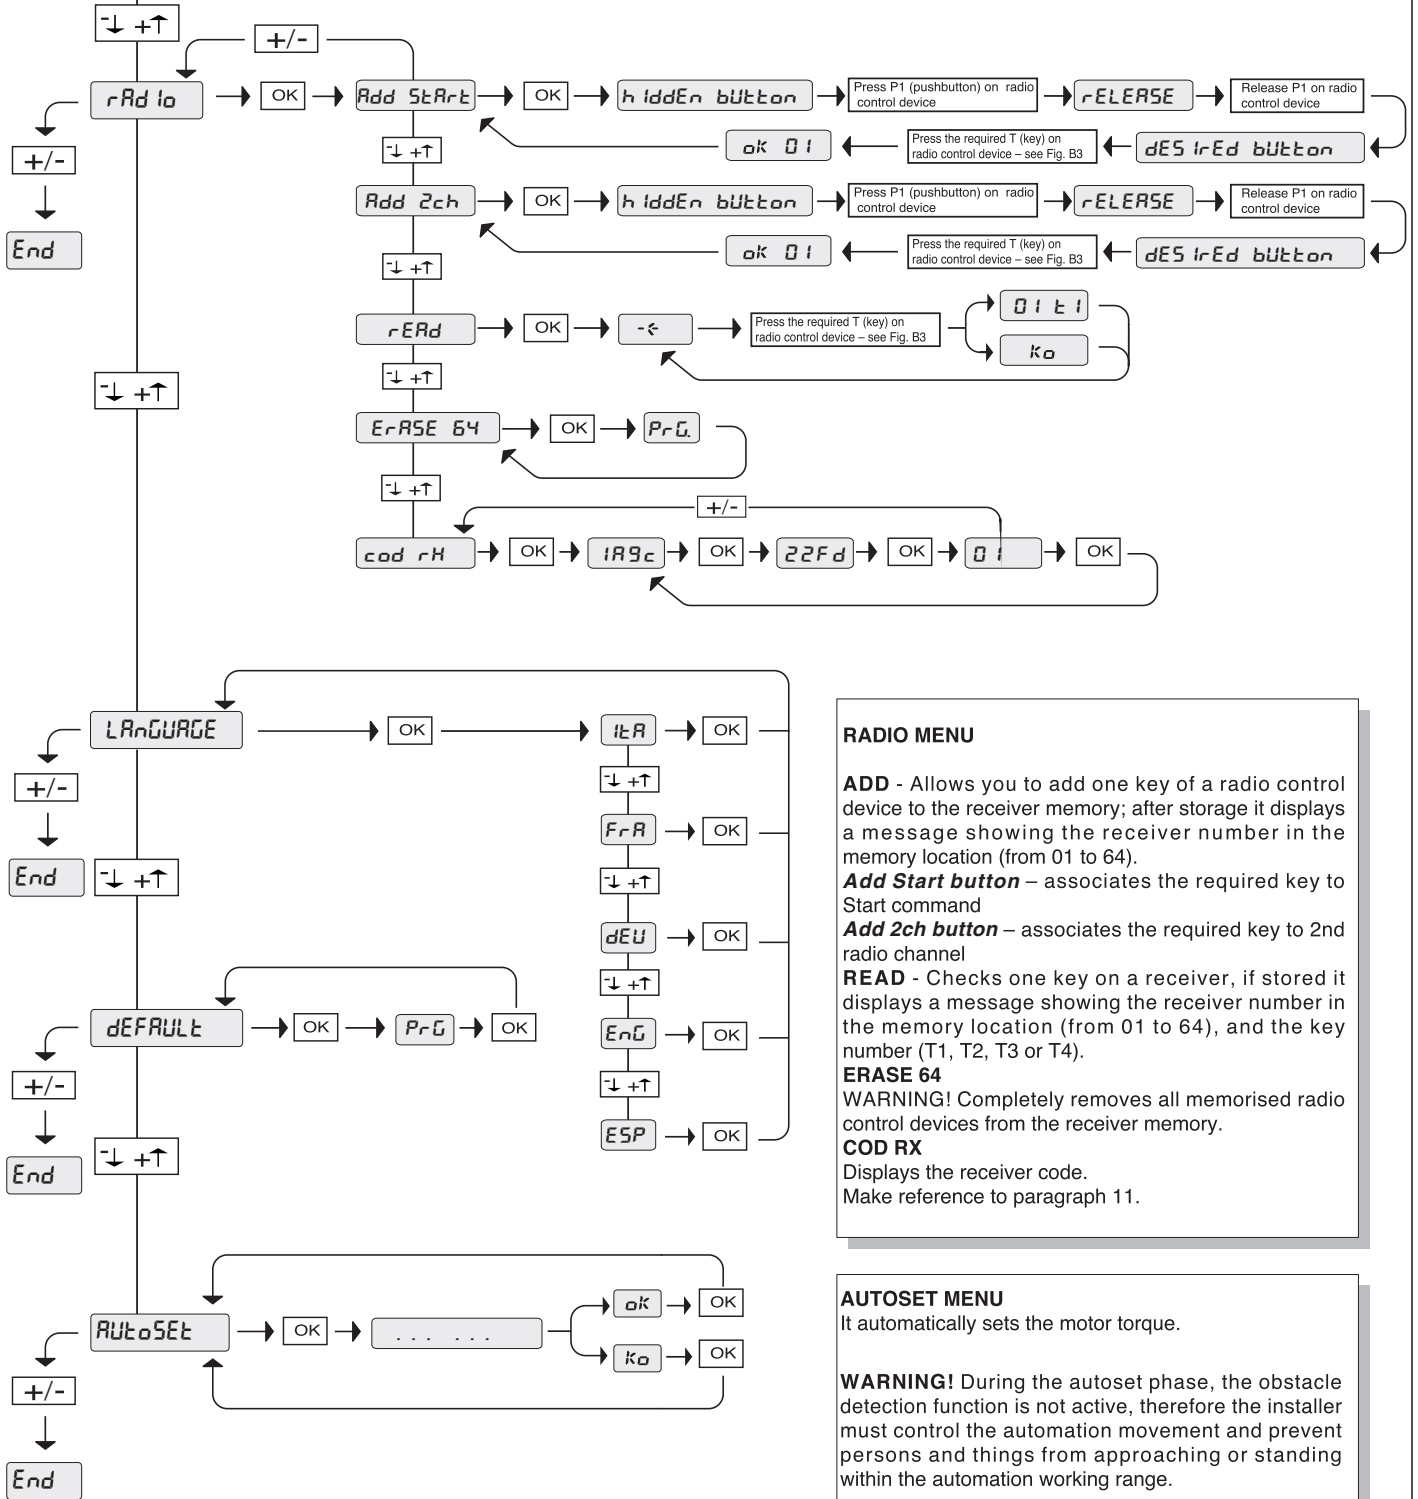 -↓ +↑
+/-
rAdIo
OK
Add StArt
OK
hIddEn bUtton
Press P1 (pushbutton) on radio
control device
rELEASE
Release P1 on radio
control device
+/-
-↓ +↑
ok 01
Press the required T (key) on
radio control device – see Fig. B3
dESIrEd bUtton
Add 2ch
OK
hIddEn bUtton
Press P1 (pushbutton) on radio
control device
rELEASE
Release P1 on radio
control device
End
-↓ +↑
ok 01
Press the required T (key) on
radio control device – see Fig. B3
dESIrEd bUtton
rEAd
OK
Press the required T (key) on
radio control device – see Fig. B3
01 t1
Ko
-↓ +↑
-↓ +↑
ErASE 64
OK
PrG.
-↓ +↑
+/-
cod rX
OK
1A9c
OK
22Fd
OK
01
OK
LAnGUAGE
OK
ItA
OK
+/-
-↓ +↑
FrA
OK
End
-↓ +↑
-↓ +↑
dEU
OK
-↓ +↑
dEFAULt
OK
PrG
OK
EnG
OK
+/-
-↓ +↑
ESP
OK
End
-↓ +↑
RADIO MENU
ADD - Allows you to add one key of a radio control
device to the receiver memory; after storage it displays
a message showing the receiver number in the
memory location (from 01 to 64).
Add Start button – associates the required key to
Start command
Add 2ch button – associates the required key to 2nd
radio channel
READ - Checks one key on a receiver, if stored it
displays a message showing the receiver number in
the memory location (from 01 to 64), and the key
number (T1, T2, T3 or T4).
ERASE 64
WARNING! Completely removes all memorised radio
control devices from the receiver memory.
COD RX
Displays the receiver code.
Make reference to paragraph 11.
AUtoSEt
OK
... ...
ok
OK
Ko
OK
+/-
End
AUTOSET MENU
It automatically sets the motor torque.
WARNING! During the autoset phase, the obstacle
detection function is not active, therefore the installer
must control the automation movement and prevent
persons and things from approaching or standing
within the automation working range.